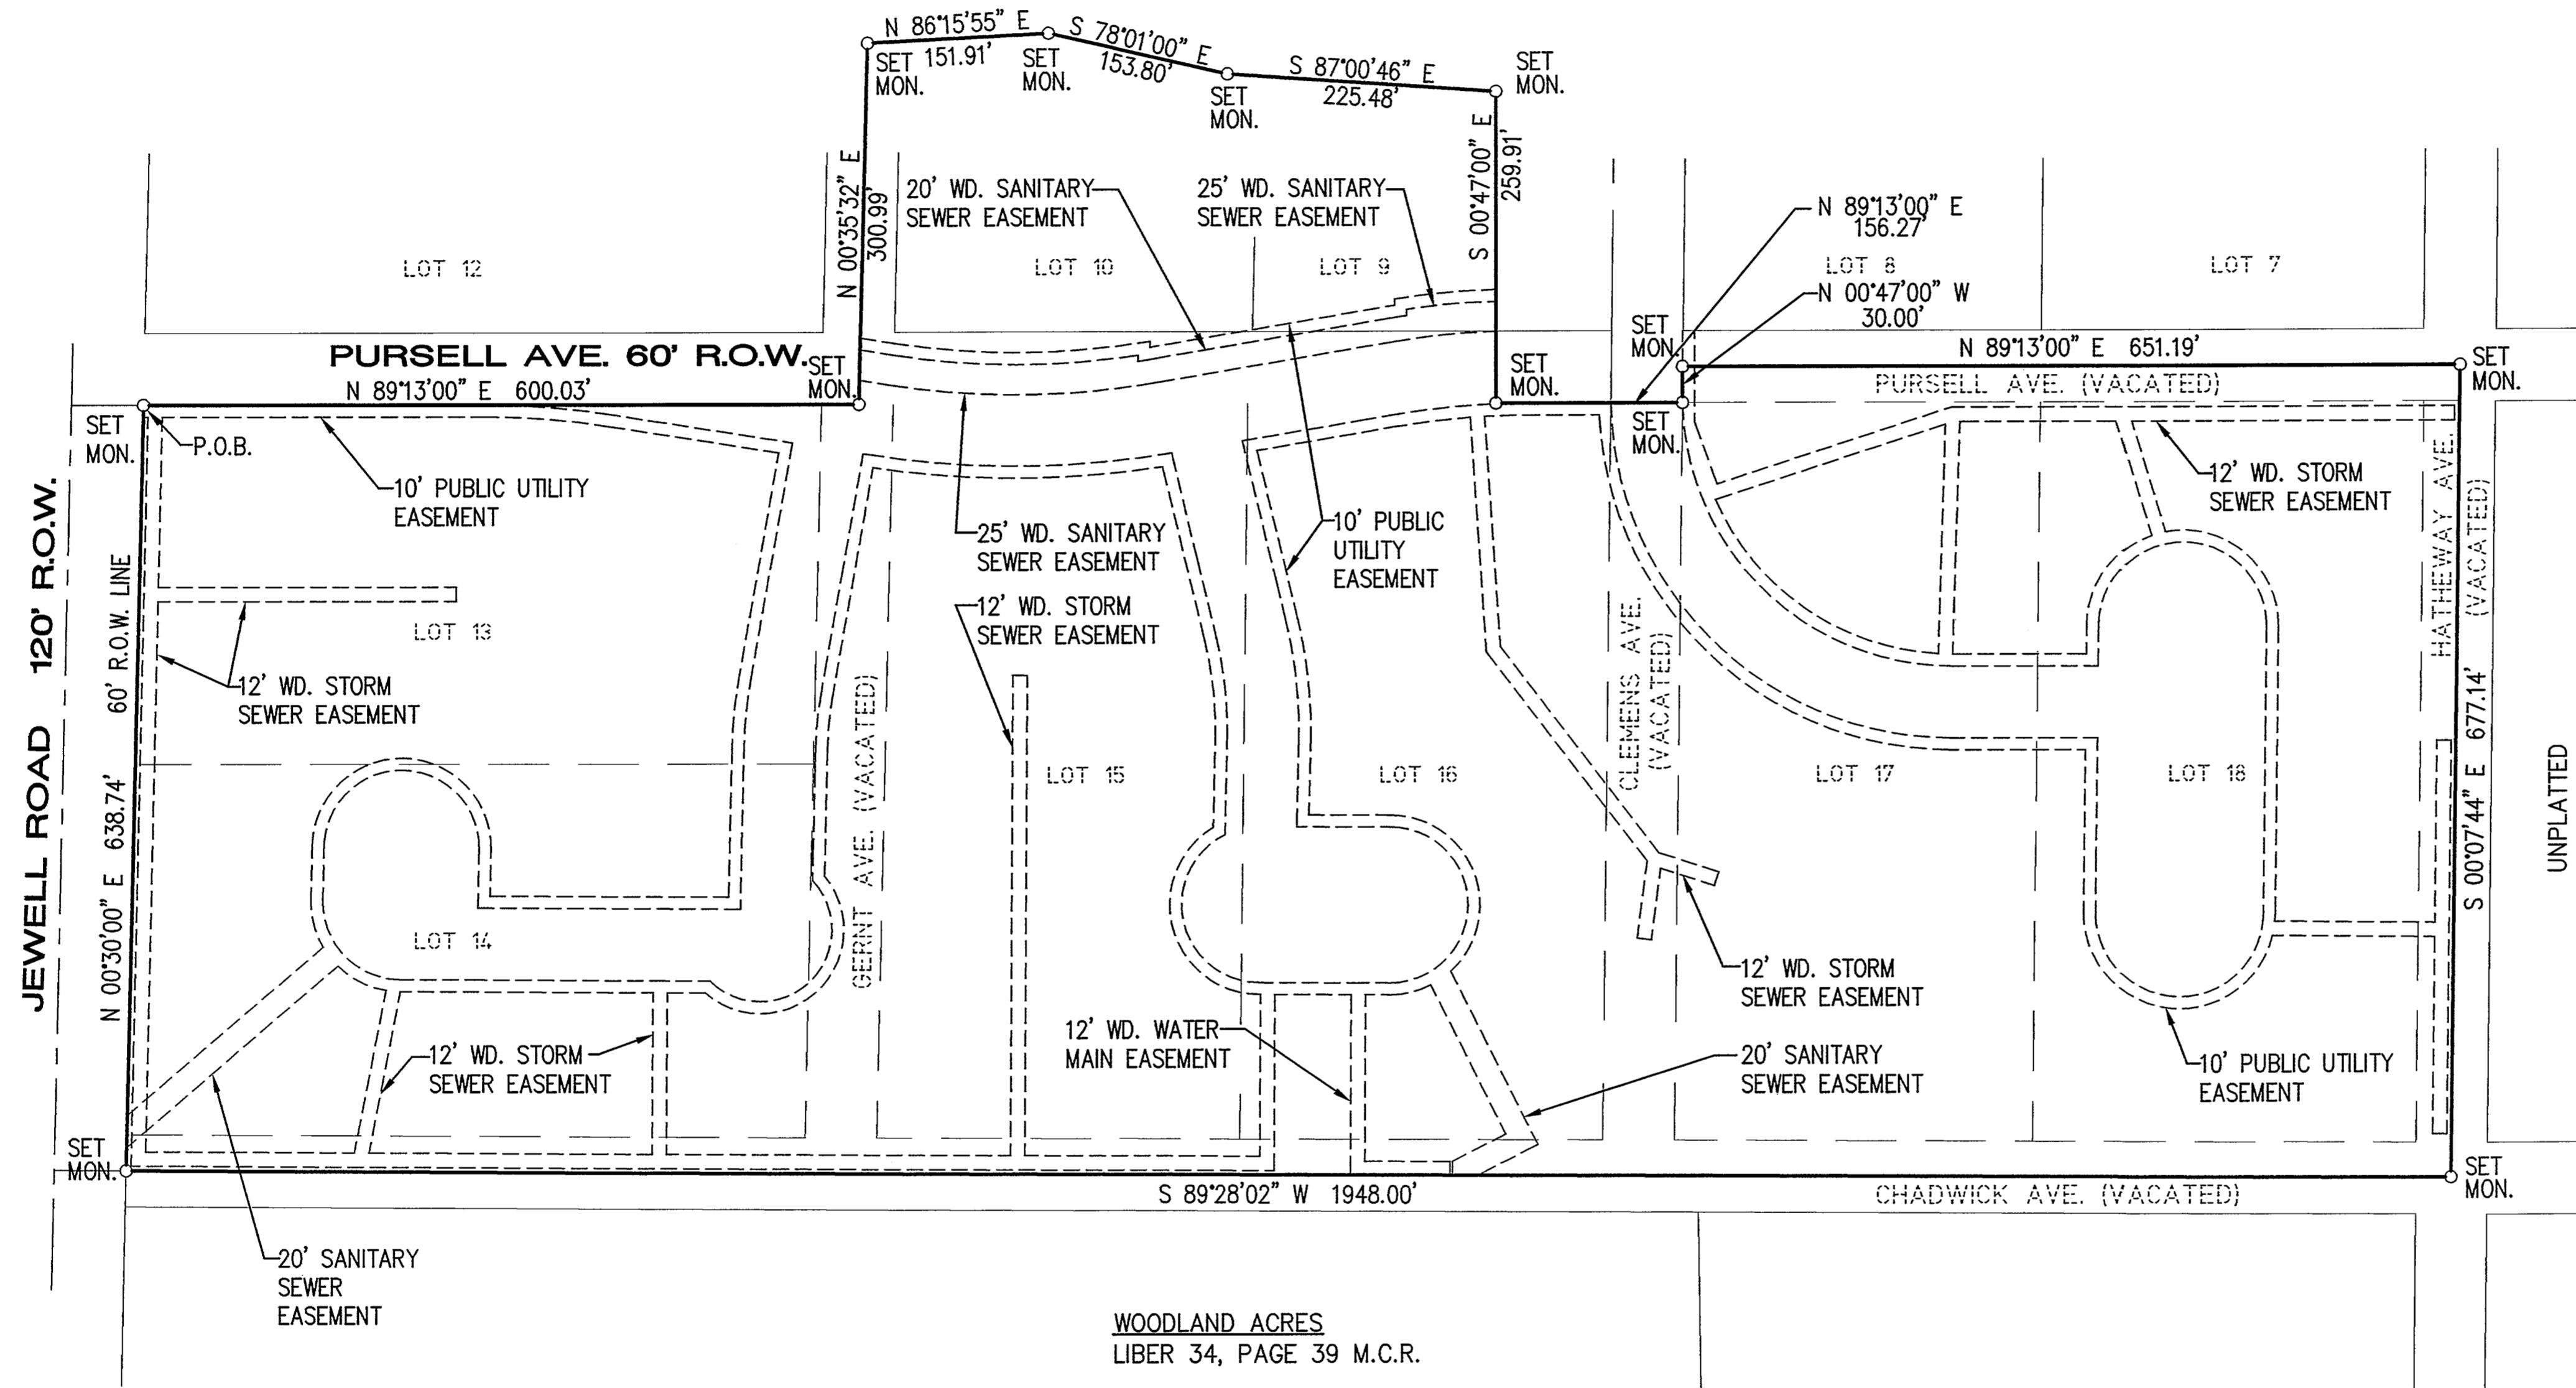 N 86°15'55" E
151.91'
S 78°01'00" E
153.80'
S 87°00'46" E
225.48'
SET
MON.
SET
MON.
SET
MON.
SET
MON.
N 00°35'32" E
300.99'
S 00°47'00" E
259.91'
20' WD. SANITARY
SEWER EASEMENT
25' WD. SANITARY
SEWER EASEMENT
N 89°13'00" E
156.27'
N 00°47'00" W
30.00'
LOT 12
LOT 10
LOT 9
LOT 8
LOT 7
PURSELL AVE. 60' R.O.W.
N 89°13'00" E 600.03'
SET
MON.
SET
MON.
SET
MON.
SET
MON.
N 89°13'00" E 651.19'
PURSELL AVE. (VACATED)
SET
MON.
SET
MON.
P.O.B.
10' PUBLIC UTILITY
EASEMENT
25' WD. SANITARY
SEWER EASEMENT
10' PUBLIC
UTILITY
EASEMENT
12' WD. STORM
SEWER EASEMENT
HATHEWAY AVE.
(VACATED)
JEWELL ROAD 120' R.O.W.
N 00°30'00" E 638.74' 60' R.O.W. LINE
LOT 13
12' WD. STORM
SEWER EASEMENT
12' WD. STORM
SEWER EASEMENT
GERNT AVE. (VACATED)
LOT 15
LOT 16
CLEMENS AVE.
(VACATED)
LOT 17
LOT 18
S 00°07'44" E 677.14'
UNPLATTED
LOT 14
12' WD. STORM
SEWER EASEMENT
12' WD. STORM
SEWER EASEMENT
12' WD. WATER
MAIN EASEMENT
20' SANITARY
SEWER EASEMENT
10' PUBLIC UTILITY
EASEMENT
SET
MON.
S 89°28'02" W 1948.00'
CHADWICK AVE. (VACATED)
SET
MON.
20' SANITARY
SEWER
EASEMENT
WOODLAND ACRES
LIBER 34, PAGE 39 M.C.R.